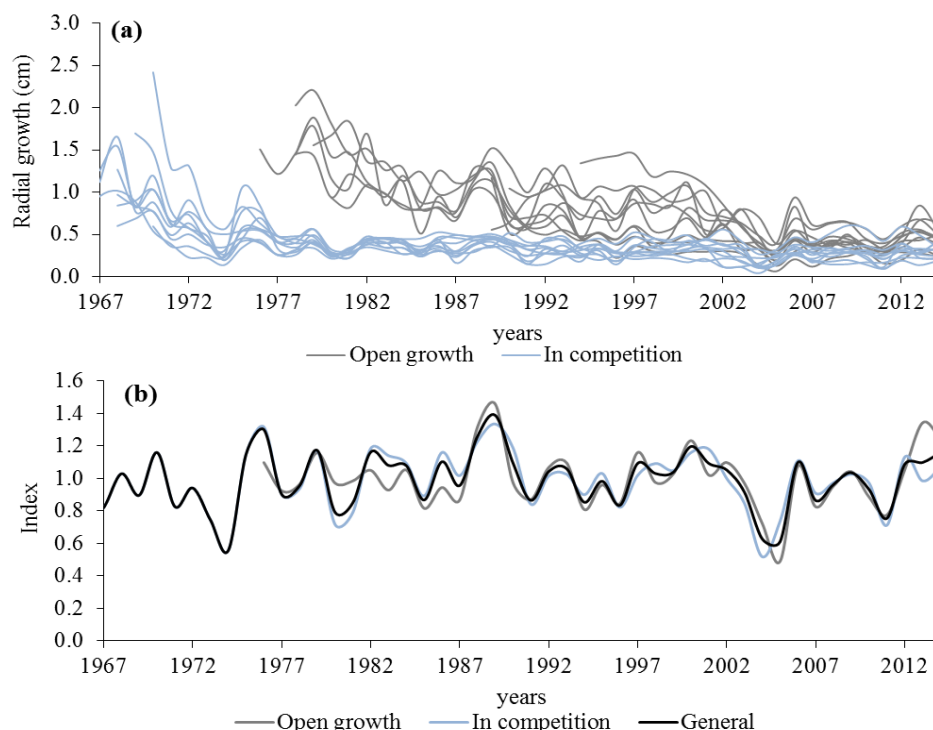 (a)
Radial growth (cm)
3.0
2.5
2.0
1.5
1.0
0.5
0.0
1967 1972 1977 1982 1987 1992 1997 2002 2007 2012
years
Open growth In competition
(b)
Index
1.6
1.4
1.2
1.0
0.8
0.6
0.4
0.2
0.0
1967 1972 1977 1982 1987 1992 1997 2002 2007 2012
years
Open growth In competition General